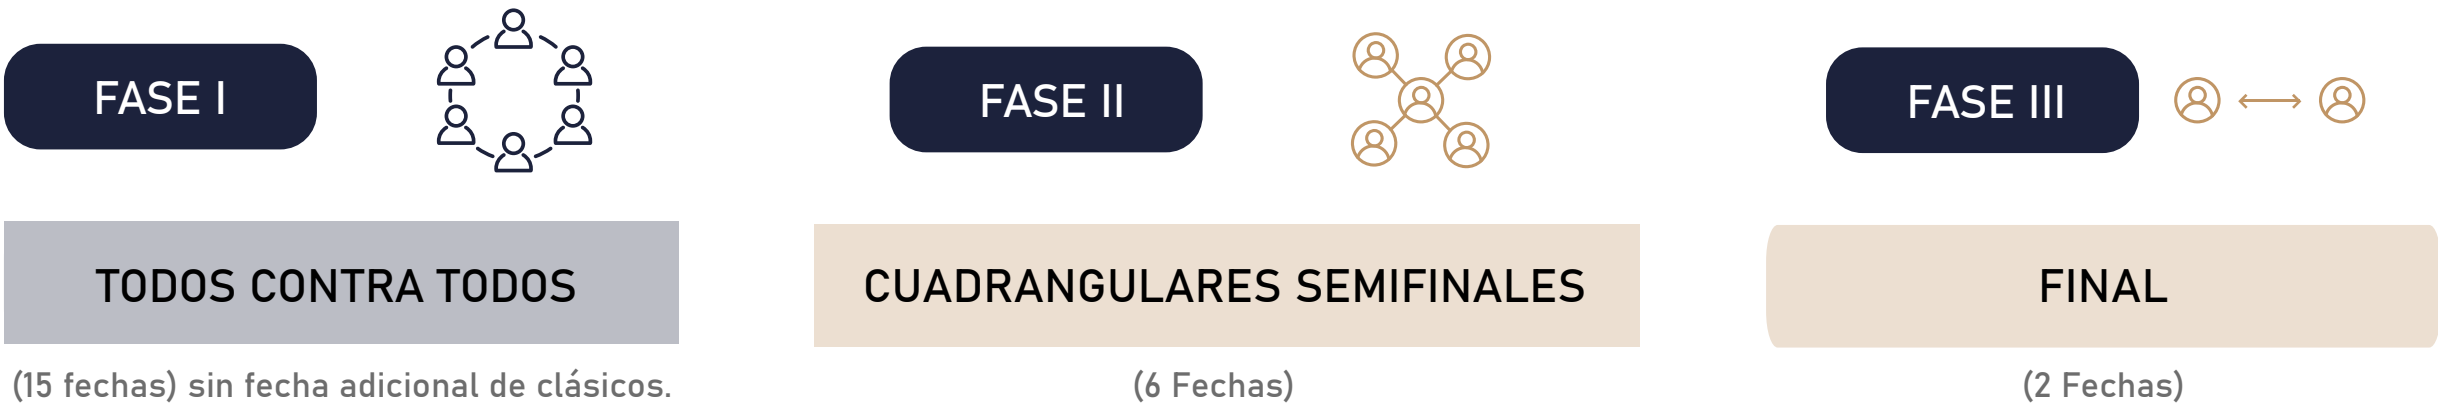 FASE I
TODOS CONTRA TODOS
(15 fechas) sin fecha adicional de clásicos.
FASE II
CUADRANGULARES SEMIFINALES
(6 Fechas)
FASE III
FINAL
(2 Fechas)